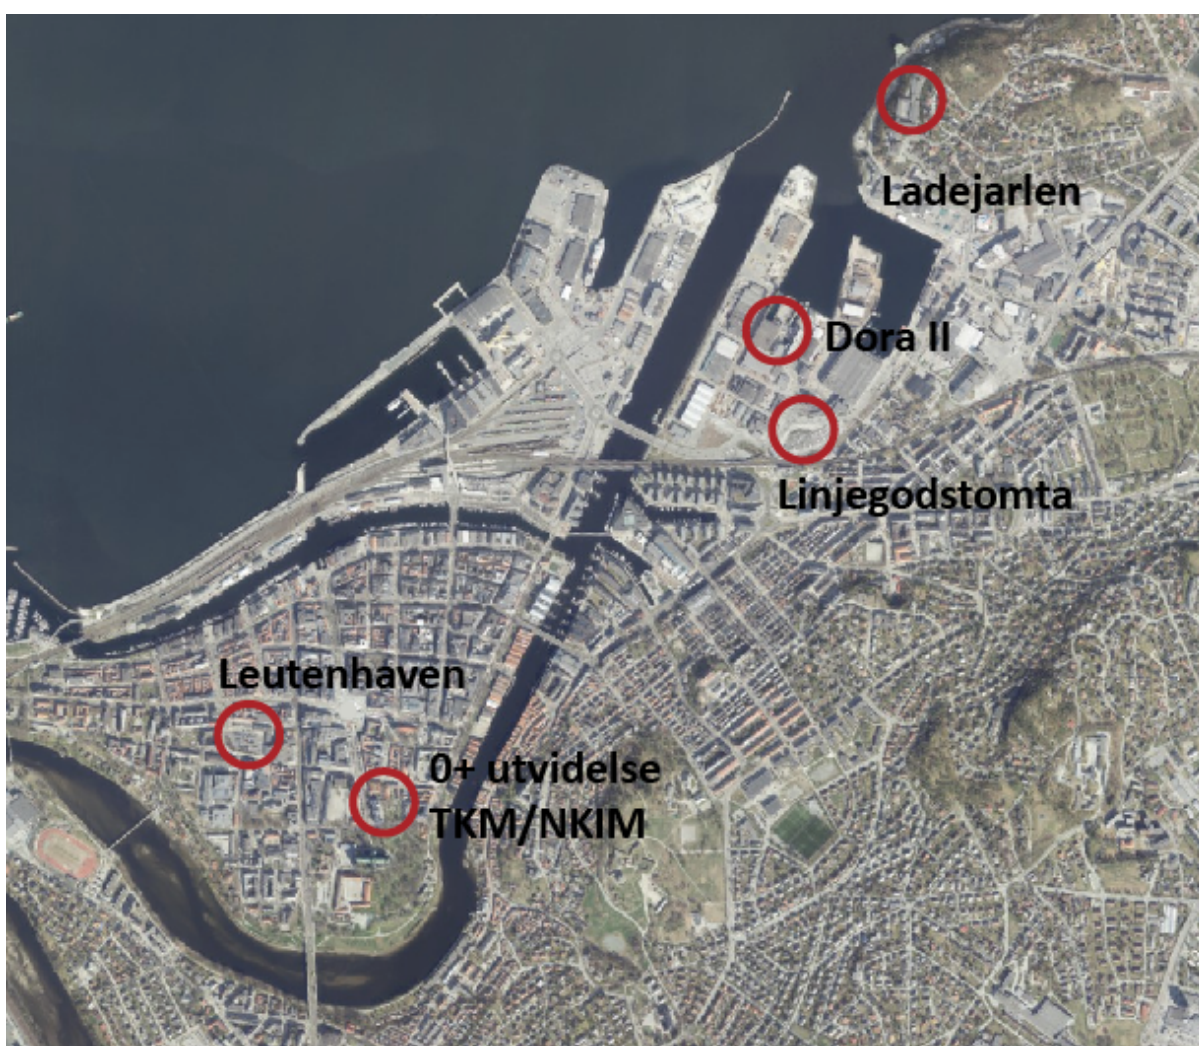 Ladejarlen
Dora II
Linjegodstomta
Leutenhaven
0+ utvidelse
TKM/NKIM